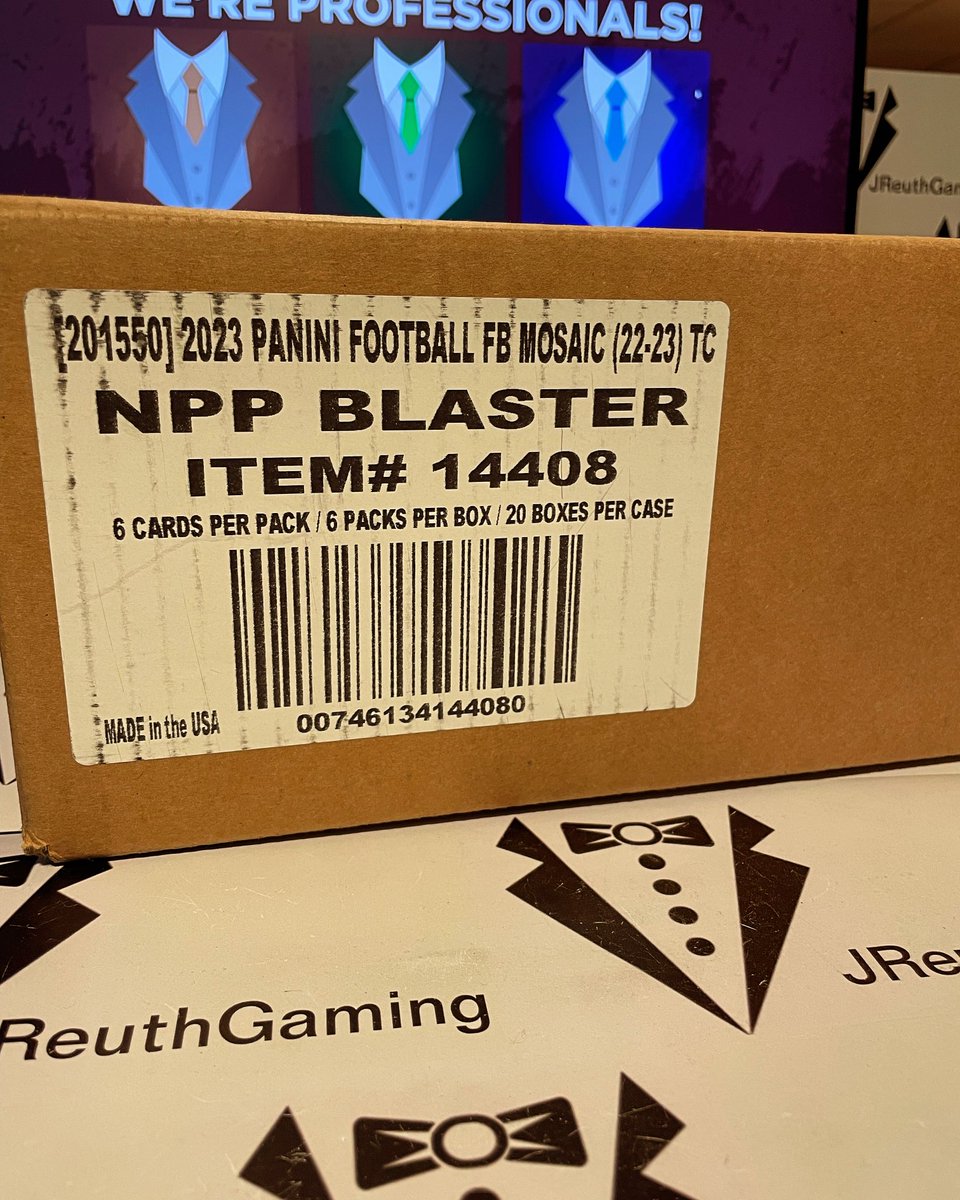 WE'RE PROFESSIONALS!
JReuthGam
[201550] 2023 PANINI FOOTBALL FB MOSAIC (22-23) TC
NPP BLASTER
ITEM# 14408
6 CARDS PER PACK / 6 PACKS PER BOX / 20 BOXES PER CASE
MADE in the USA
00746134144080
JRe
ReuthGaming